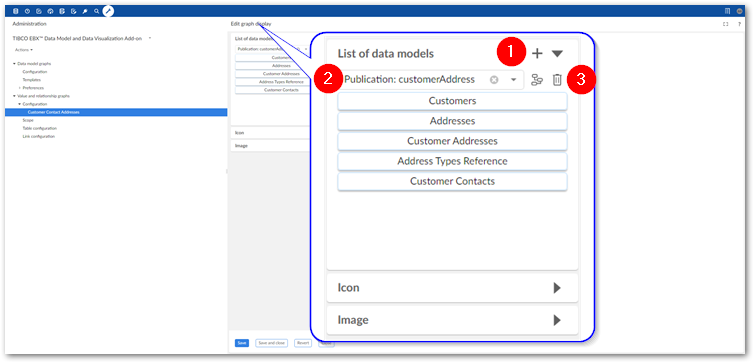 Administration
Edit graph display
TIBCO EBX™ Data Model and Data Visualization Add-on
Actions
Data model graphs
Configuration
Templates
Preferences
Value and relationship graphs
Configuration
Customer Contact Addresses
Scope
Table configuration
Link configuration
List of data models
Publication: customerAd
Customers
Addresses
Customer Addresses
Address Types Reference
Customer Contacts
Icon
Image
Save
Save and close
Revert
List of data models
1
2
Publication: customerAddress
3
Customers
Addresses
Customer Addresses
Address Types Reference
Customer Contacts
Icon
Image